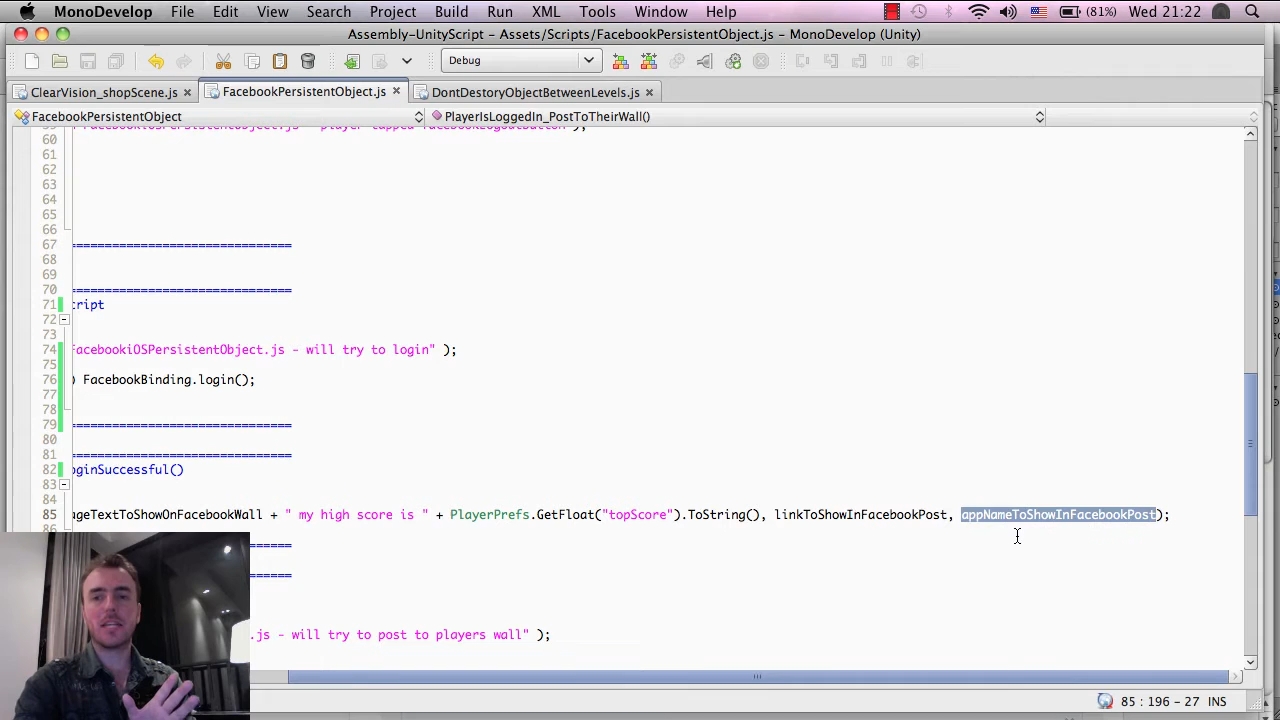 MonoDevelop File Edit View Search Project Build Run XML Tools Window Help (81%) Wed 21:22
Assembly-UnityScript - Assets/Scripts/FacebookPersistentObject.js - MonoDevelop (Unity)
Debug
ClearVision_shopScene.js FacebookPersistentObject.js DontDestoryObjectBetweenLevels.js
FacebookPersistentObject PlayerIsLoggedIn_PostToTheirWall()
60
61
62
63
64
65
66
67 ==============================
68
69
70 ==============================
71 cript
72
73
74 FacebookiOSPersistentObject.js - will try to login" );
75
76 ) FacebookBinding.login();
77
78
79 ==============================
80
81 ==============================
82 oginSuccessful()
83
84
85 ageTextToShowOnFacebookWall + " my high score is " + PlayerPrefs.GetFloat("topScore").ToString(), linkToShowInFacebookPost, appNameToShowInFacebookPost);
86
======
======
.js - will try to post to players wall" );
85 : 196 - 27 INS